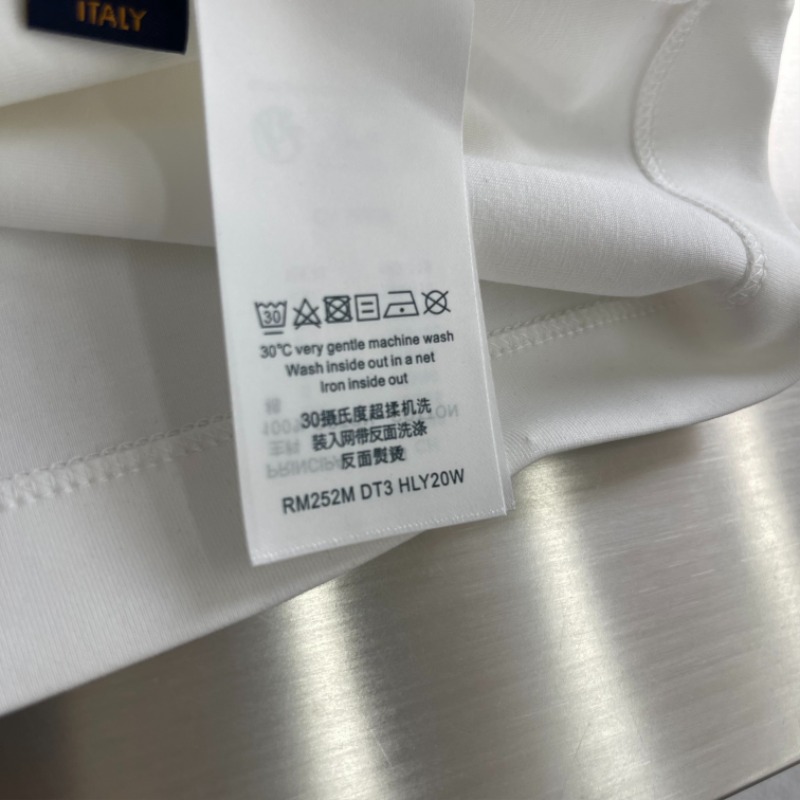 ITALY
30
30°C very gentle machine wash
Wash inside out in a net
Iron inside out
30摄氏度超揉机洗
装入网带反面洗涤
反面熨烫
RM252M DT3 HLY20W